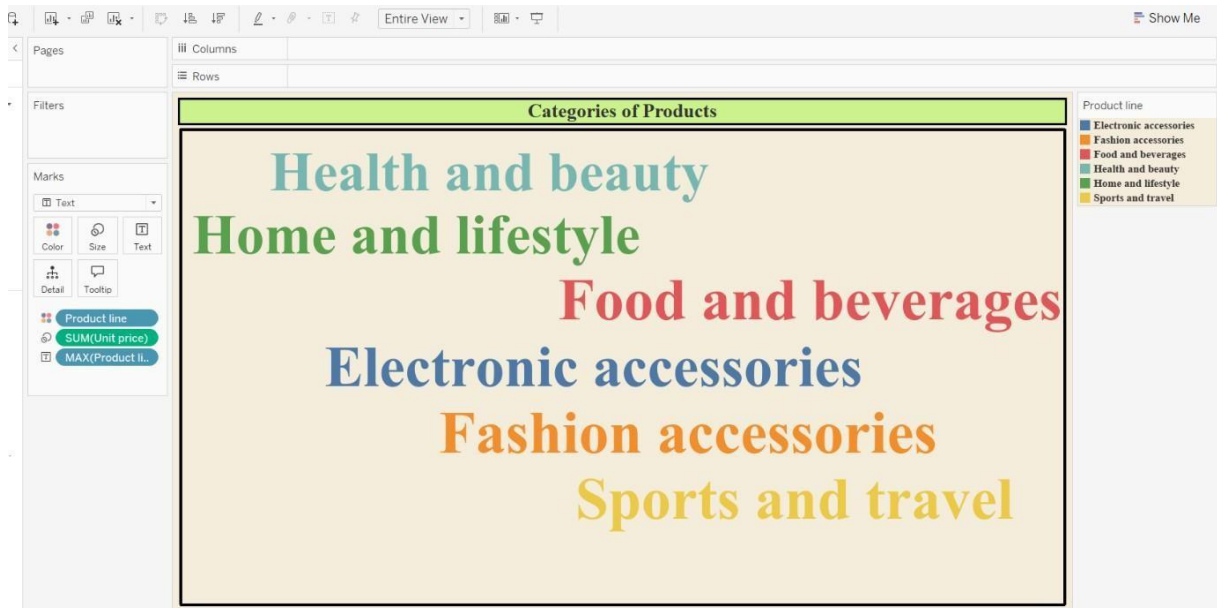 Entire View
Show Me
Pages
Columns
Rows
Filters
Marks
Text
Color
Size
Text
Detail
Tooltip
Product line
SUM(Unit price)
MAX(Product li..
Categories of Products
Health and beauty
Home and lifestyle
Food and beverages
Electronic accessories
Fashion accessories
Sports and travel
Product line
Electronic accessories
Fashion accessories
Food and beverages
Health and beauty
Home and lifestyle
Sports and travel